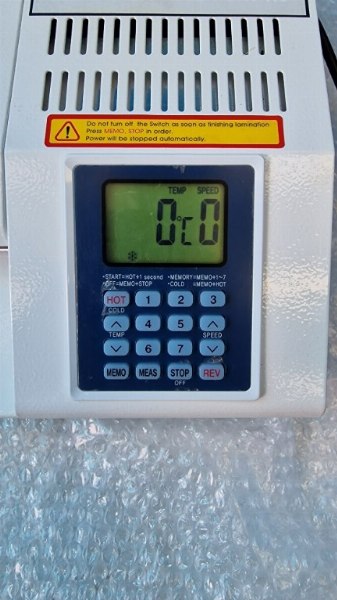 Do not turn off the Switch as soon as finishing lamination
Press MEMO, STOP in order.
Power will be stopped automatically.
TEMP SPEED
0℃ 0
·START=HOT+1 second ·MEMORY=MEMO+1~7
·OFF=MEMO+STOP ·COLD =MEMO+HOT
HOT 1 2 3
COLD
4 5
TEMP SPEED
6 7
MEMO MEAS STOP REV
OFF